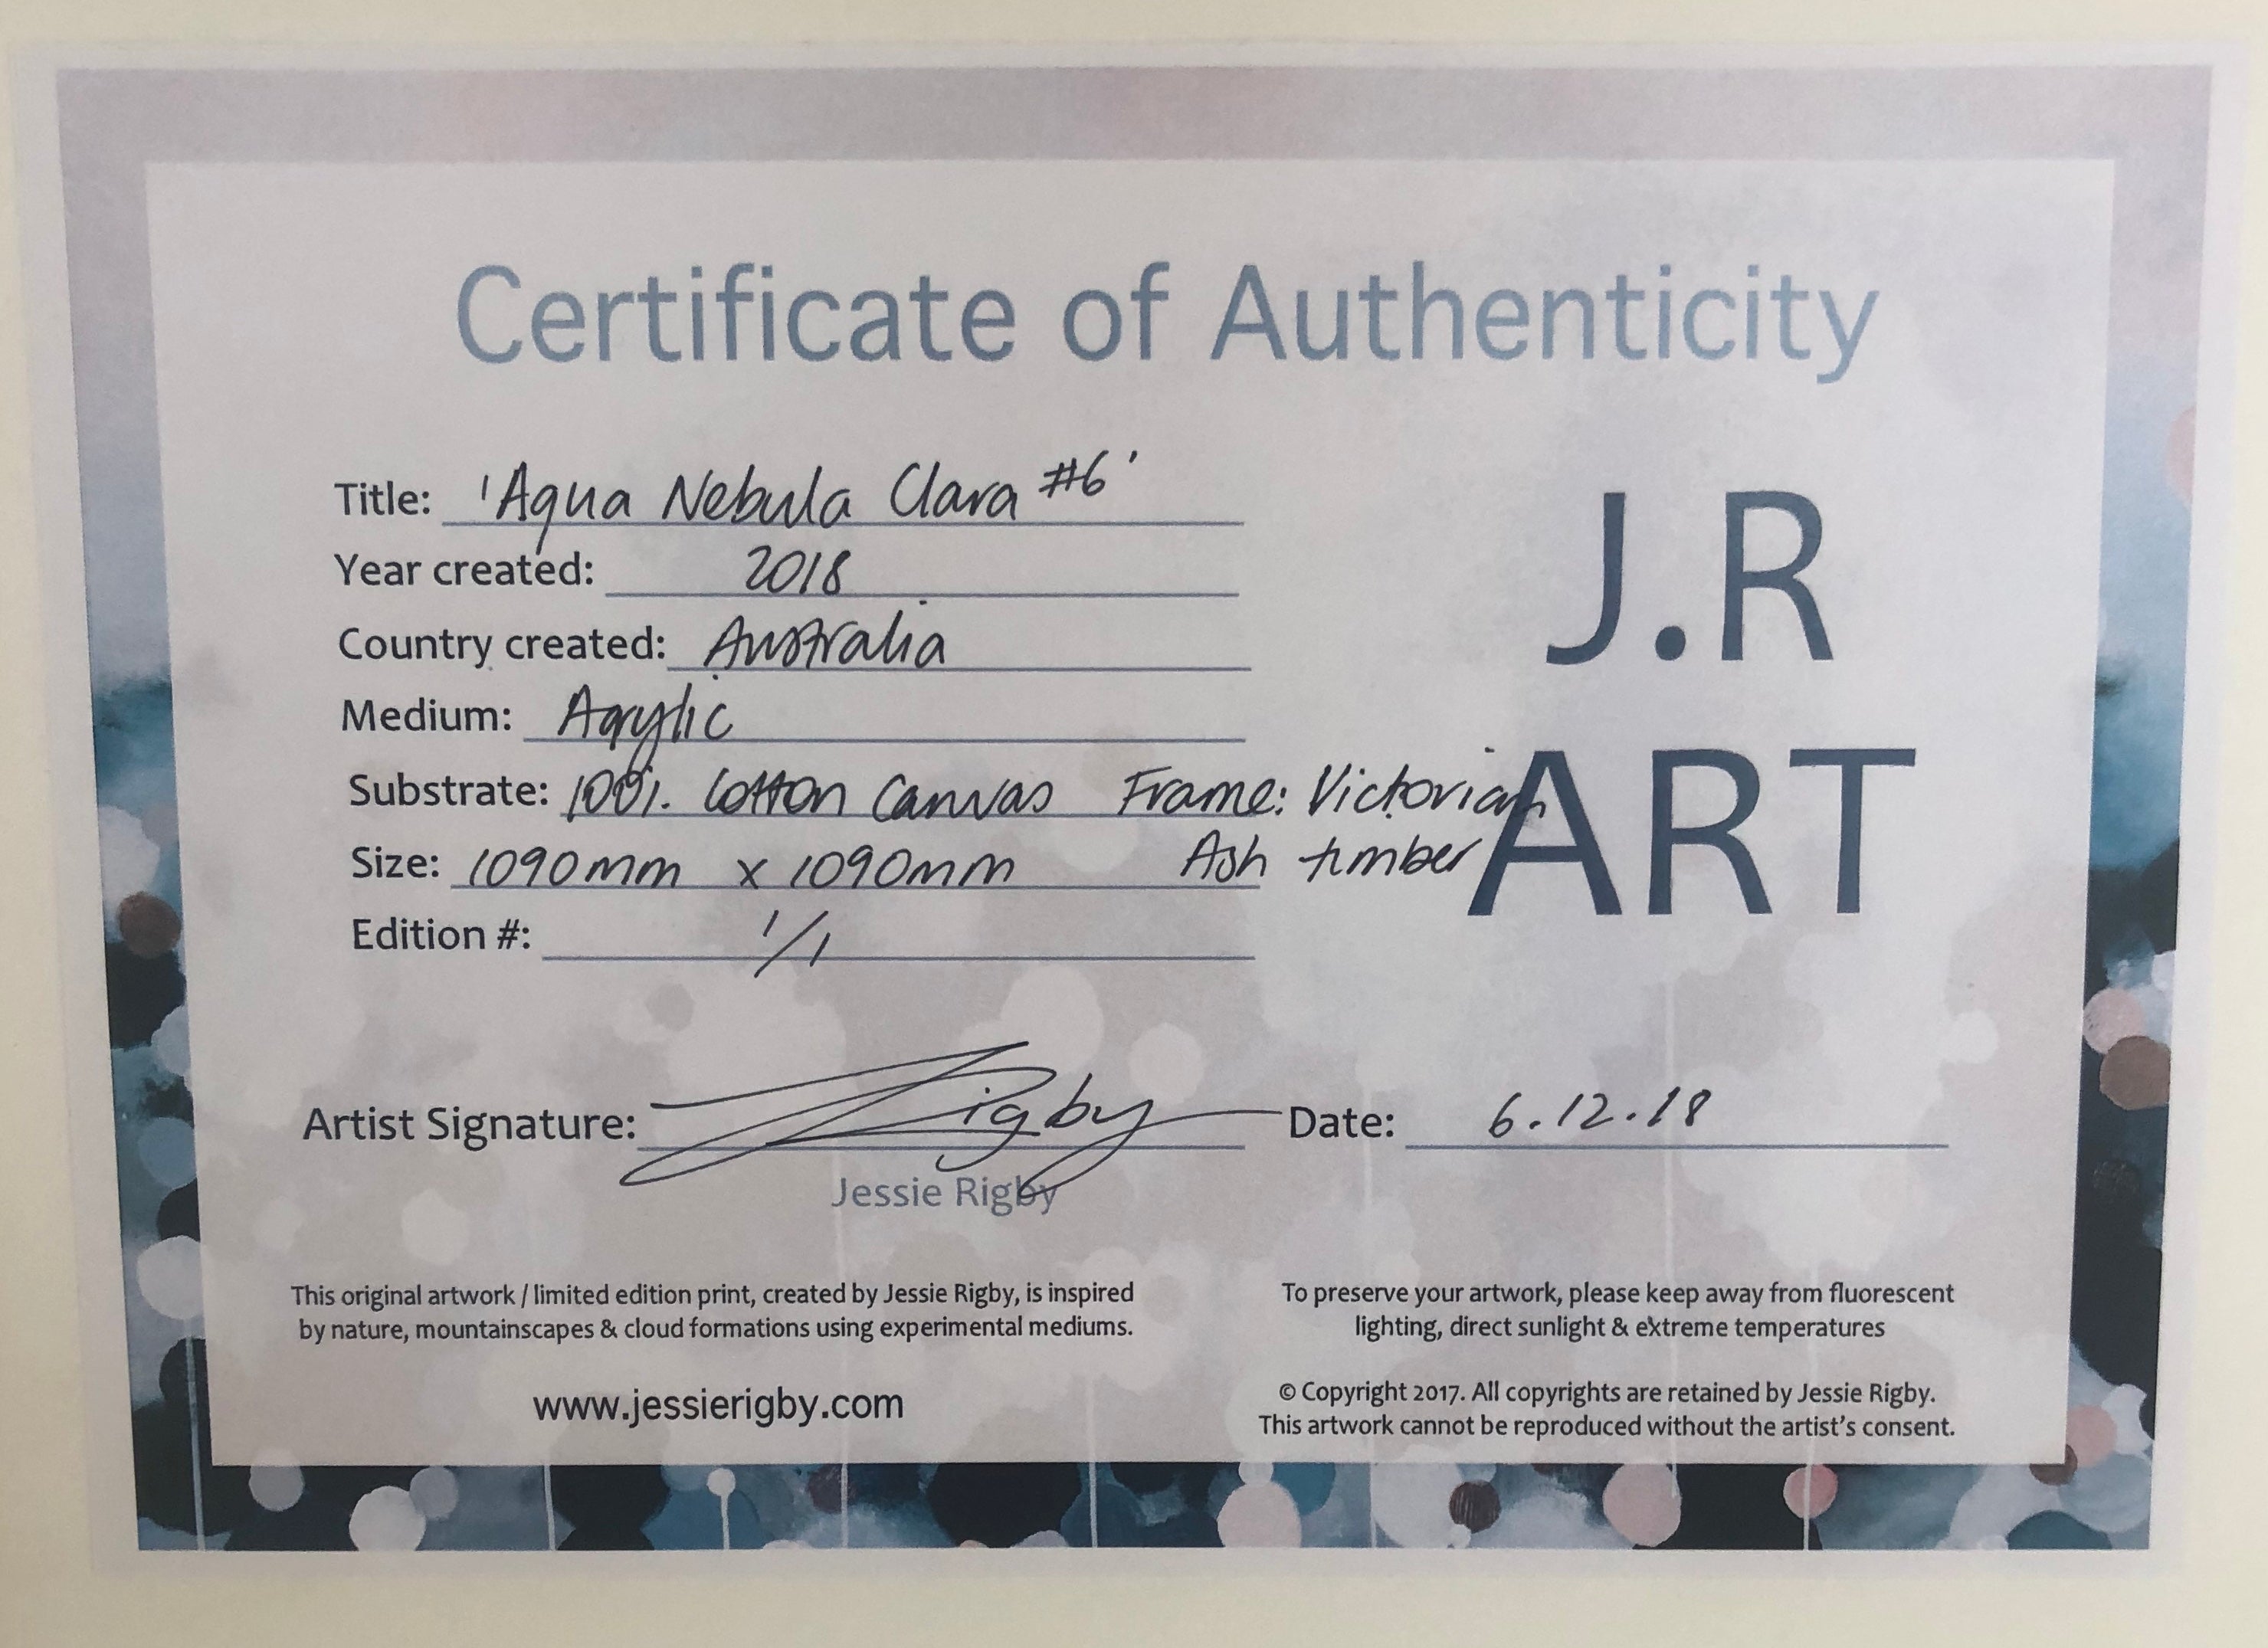 Certificate of Authenticity
Title: 'Aqua Nebula Clara #6'
Year created: 2018
Country created: Australia
Medium: Aqrylic
Substrate: 100%. Cotton Canvas Frame: Victorian
Size: 1090mm x 1090mm Ash timber
Edition #: 1/1
J.R
ART
Artist Signature: JRigby Date: 6.12.18
Jessie Rigby
This original artwork / limited edition print, created by Jessie Rigby, is inspired
by nature, mountainscapes & cloud formations using experimental mediums.
www.jessierigby.com
To preserve your artwork, please keep away from fluorescent
lighting, direct sunlight & extreme temperatures
© Copyright 2017. All copyrights are retained by Jessie Rigby.
This artwork cannot be reproduced without the artist's consent.